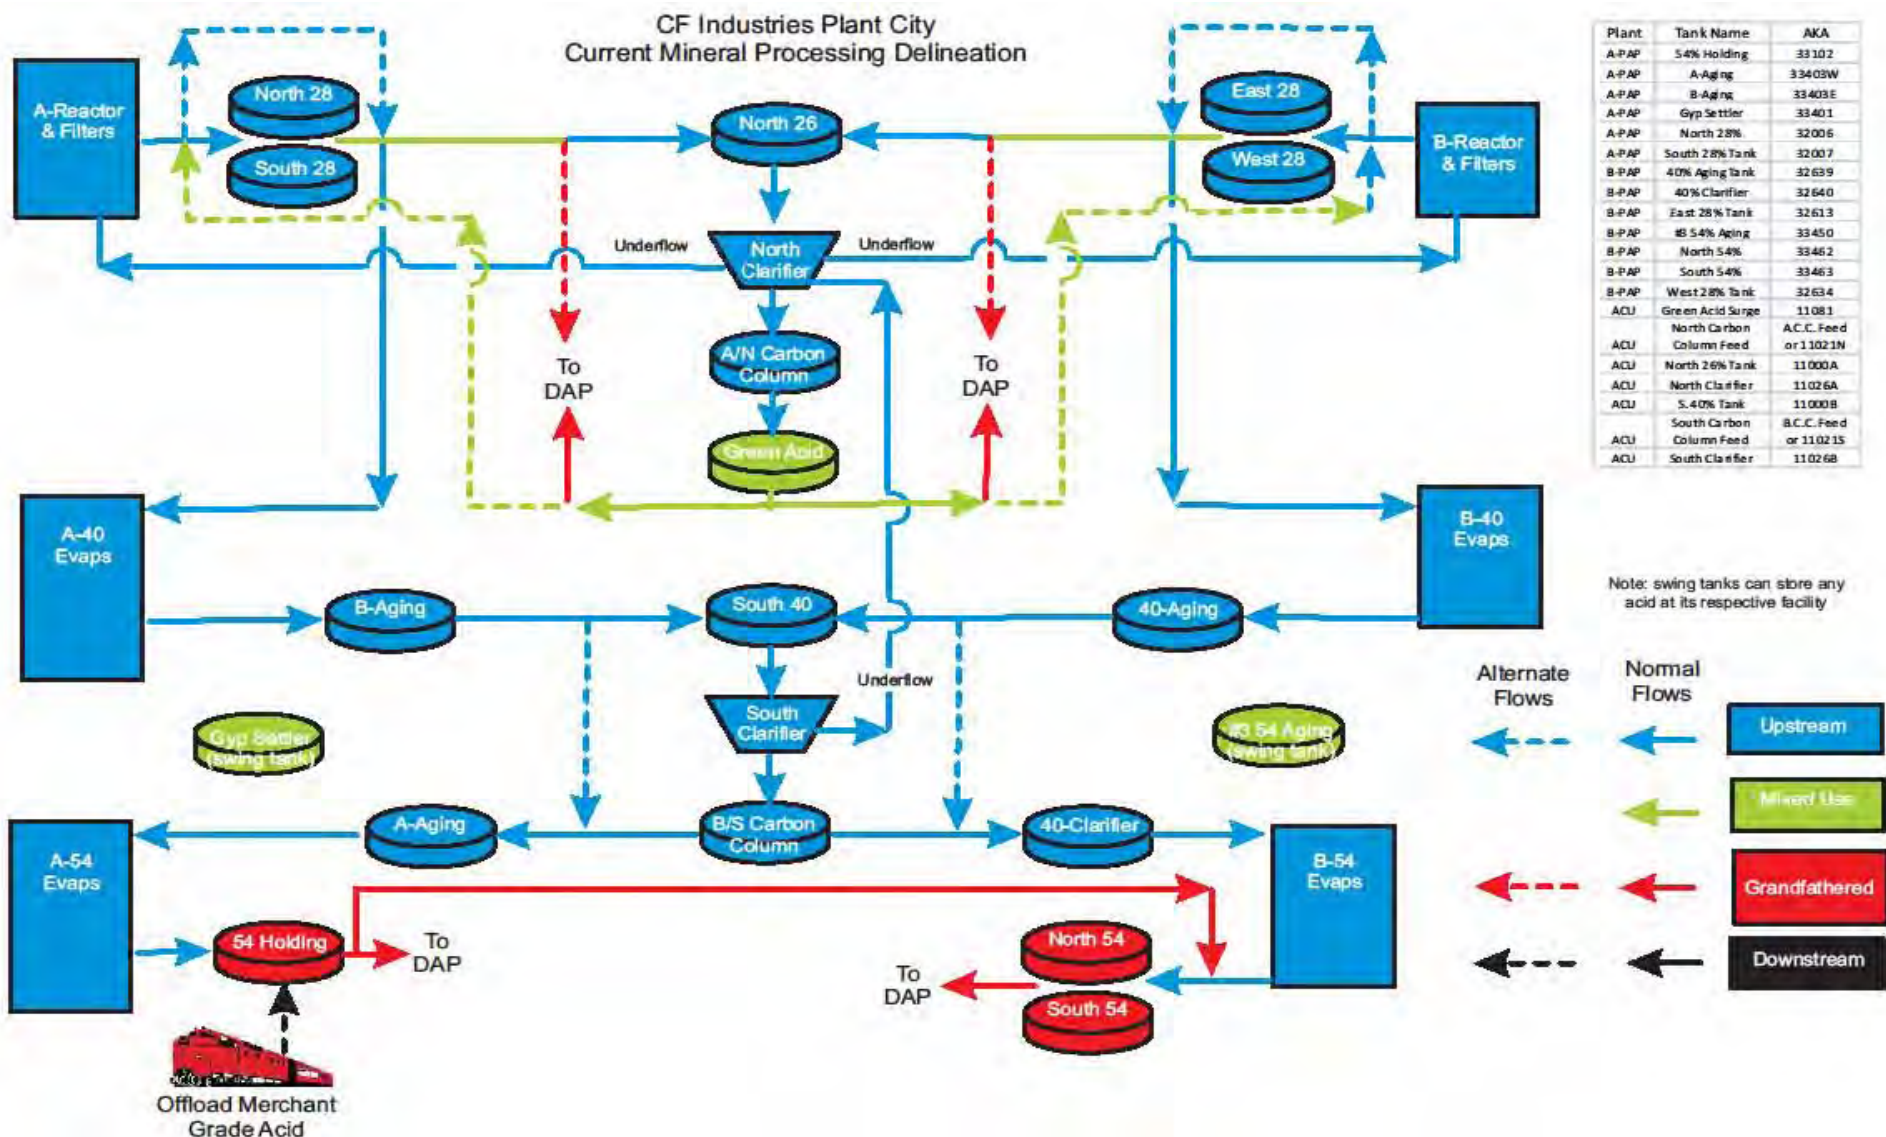 CF Industries Plant City
Current Mineral Processing Delineation
A-Reactor
& Filters
North 28
South 28
North 26
East 28
West 28
B-Reactor
& Filters
Underflow
North
Clarifier
Underflow
To
DAP
A/N Carbon
Column
To
DAP
Green Acid
A-40
Evaps
B-40
Evaps
B-Aging
South 40
40-Aging
Underflow
South
Clarifier
Gyp Settler
(swing tank)
#3 54 Aging
(swing tank)
A-54
Evaps
A-Aging
B/S Carbon
Column
40-Clarifier
B-54
Evaps
54 Holding
To
DAP
North 54
South 54
To
DAP
Offload Merchant
Grade Acid
Plant Tank Name AKA
A-PAP 54% Holding 33102
A-PAP A-Aging 33403W
A-PAP B-Aging 33403E
A-PAP Gyp Settler 33401
A-PAP North 28% 32006
A-PAP South 28% Tank 32007
B-PAP 40% Aging Tank 32639
B-PAP 40% Clarifier 32640
B-PAP East 28% Tank 32613
B-PAP #3 54% Aging 33450
B-PAP North 54% 33462
B-PAP South 54% 33463
B-PAP West 28% Tank 32634
ACU Green Acid Surge 11081
North Carbon A.C.C. Feed
ACU Column Feed or 11021N
ACU North 26% Tank 11000A
ACU North Clarifier 11026A
ACU S. 40% Tank 11000B
South Carbon B.C.C. Feed
ACU Column Feed or 11021S
ACU South Clarifier 11026B
Note: swing tanks can store any
acid at its respective facility
Alternate
Flows
Normal
Flows
Upstream
Mixed Use
Grandfathered
Downstream